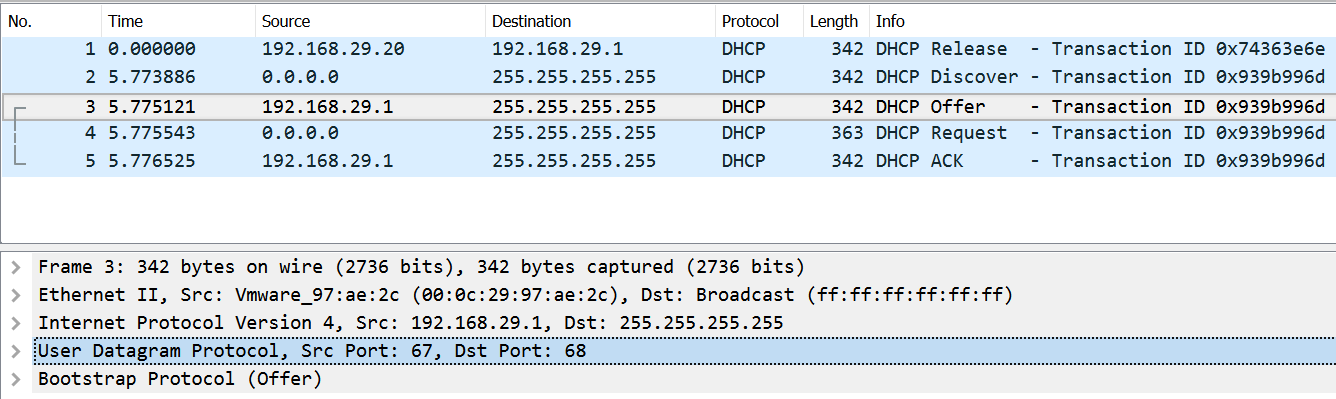 No. Time Source Destination Protocol Length Info
1 0.000000 192.168.29.20 192.168.29.1 DHCP 342 DHCP Release - Transaction ID 0x74363e6e
2 5.773886 0.0.0.0 255.255.255.255 DHCP 342 DHCP Discover - Transaction ID 0x939b996d
3 5.775121 192.168.29.1 255.255.255.255 DHCP 342 DHCP Offer - Transaction ID 0x939b996d
4 5.775543 0.0.0.0 255.255.255.255 DHCP 363 DHCP Request - Transaction ID 0x939b996d
5 5.776525 192.168.29.1 255.255.255.255 DHCP 342 DHCP ACK - Transaction ID 0x939b996d
Frame 3: 342 bytes on wire (2736 bits), 342 bytes captured (2736 bits)
Ethernet II, Src: Vmware_97:ae:2c (00:0c:29:97:ae:2c), Dst: Broadcast (ff:ff:ff:ff:ff:ff)
Internet Protocol Version 4, Src: 192.168.29.1, Dst: 255.255.255.255
User Datagram Protocol, Src Port: 67, Dst Port: 68
Bootstrap Protocol (Offer)